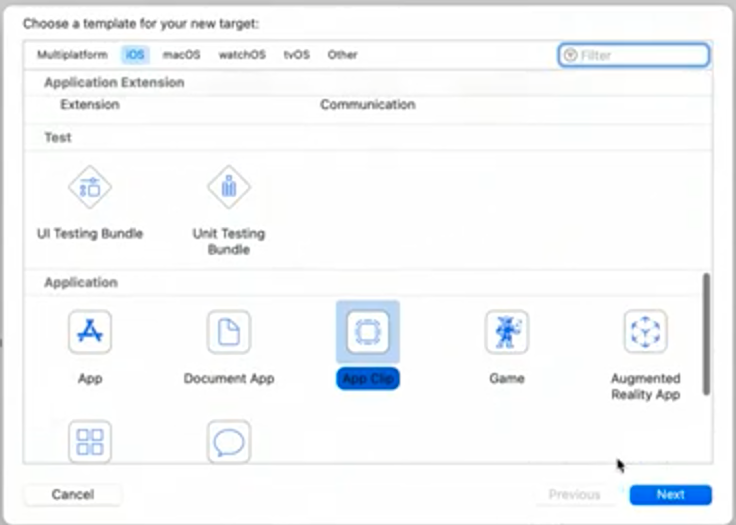 Choose a template for your new target:
Multiplatform iOS macOS watchOS tvOS Other Filter
Application Extension
Extension Communication
Test
UI Testing Bundle Unit Testing
Bundle
Application
App Document App App Clip Game Augmented
Reality App
Cancel Previous Next